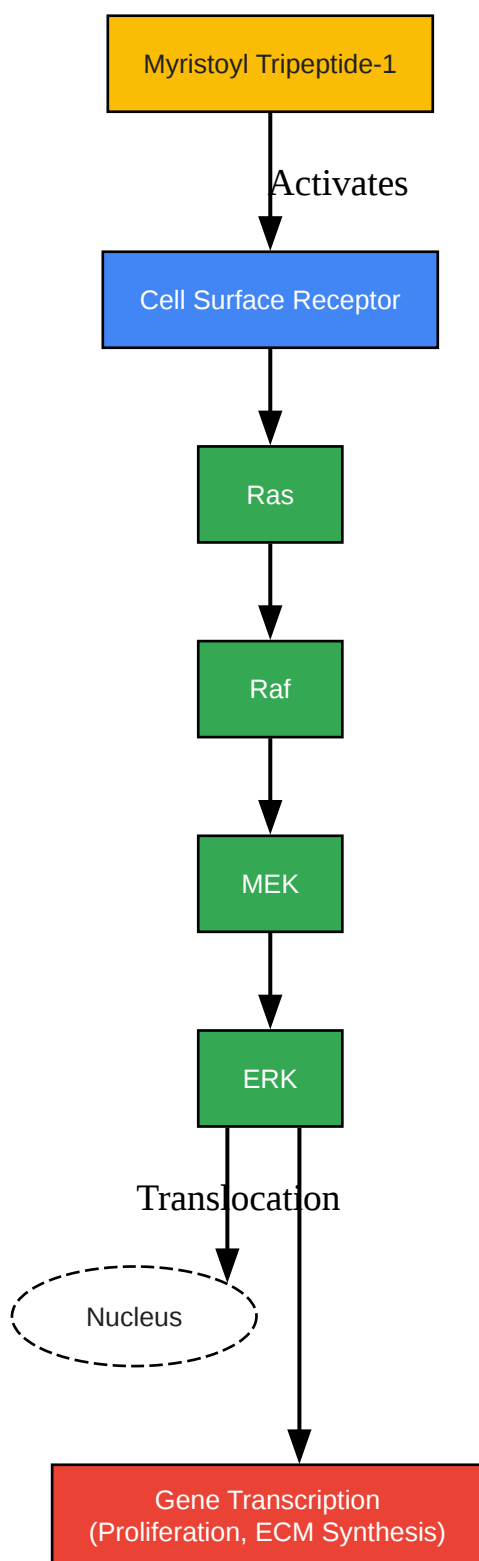 Myristoyl Tripeptide-1
Activates
Cell Surface Receptor
Ras
Raf
MEK
ERK
Translocation
Nucleus
Gene Transcription
(Proliferation, ECM Synthesis)